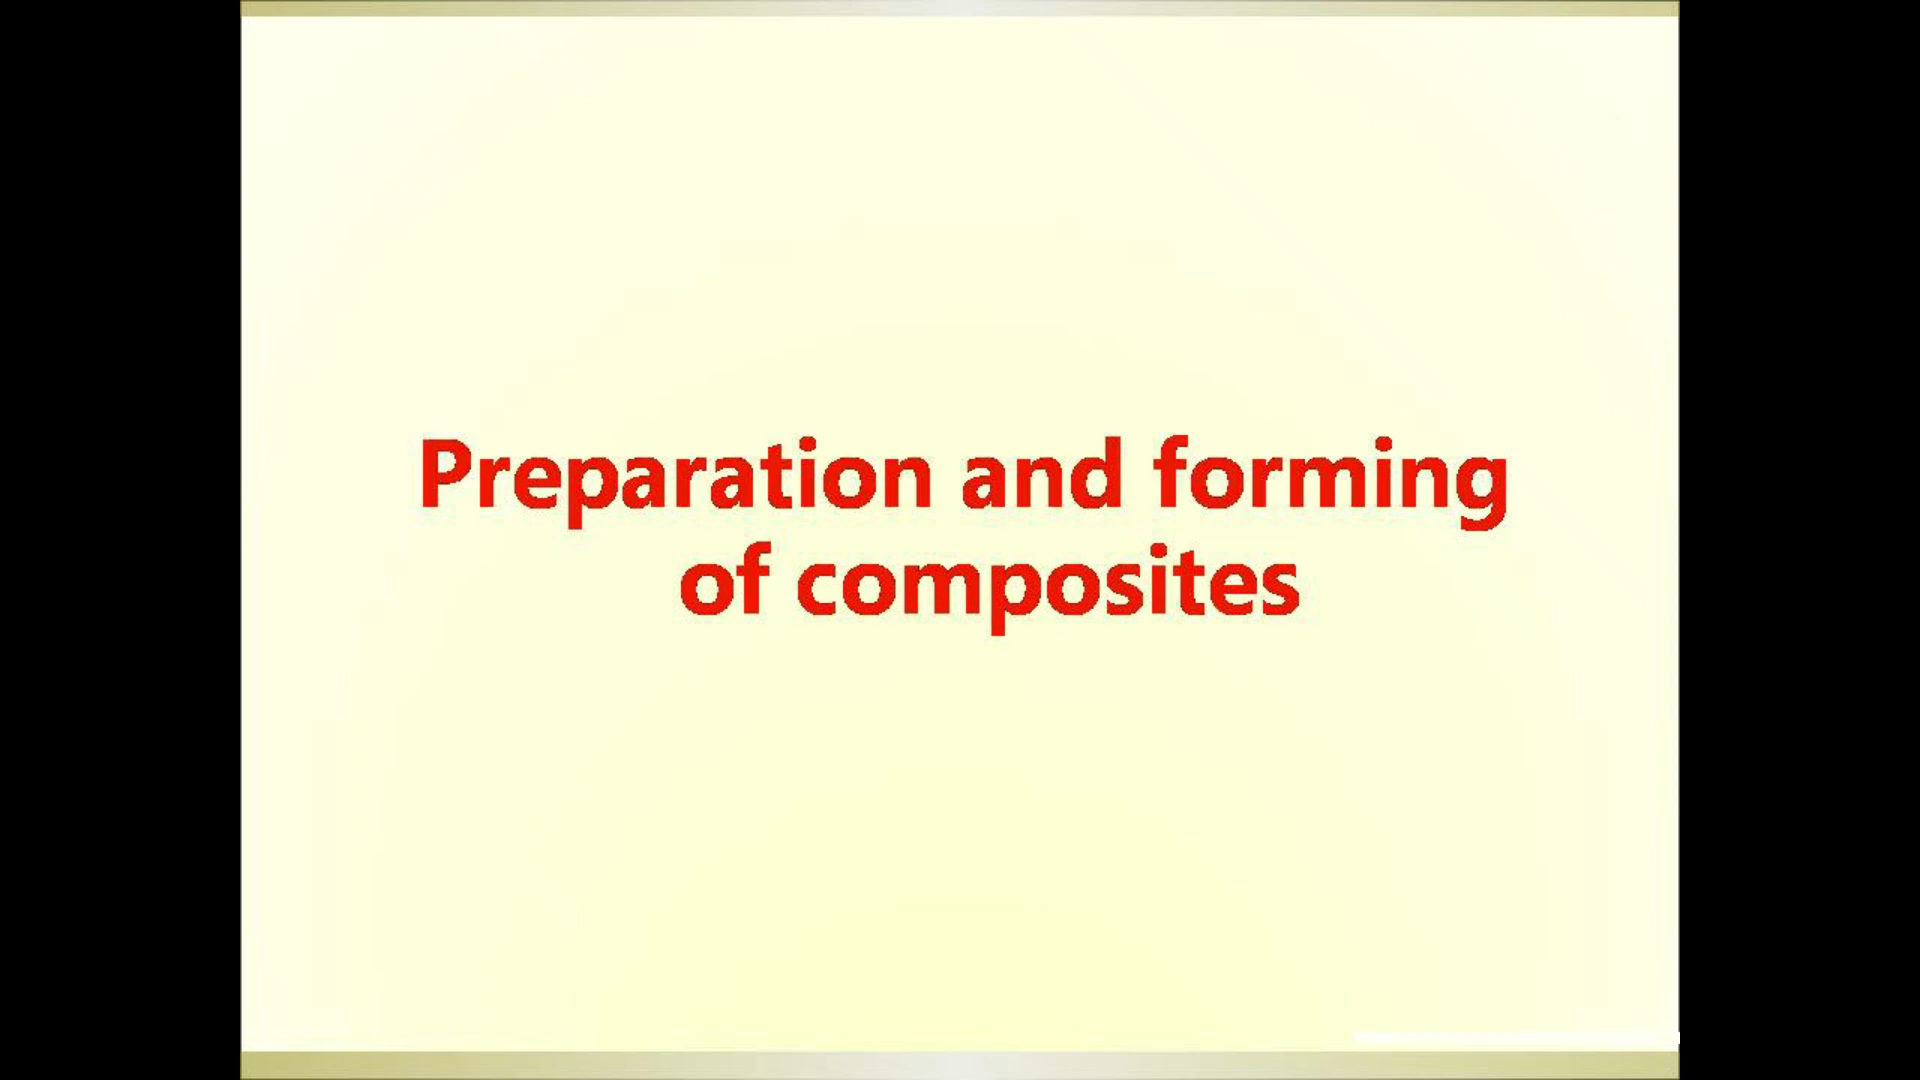 Preparation and forming
of composites